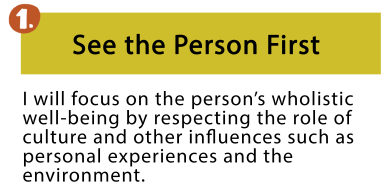 1.
See the Person First
I will focus on the person’s wholistic
well-being by respecting the role of
culture and other influences such as
personal experiences and the
environment.